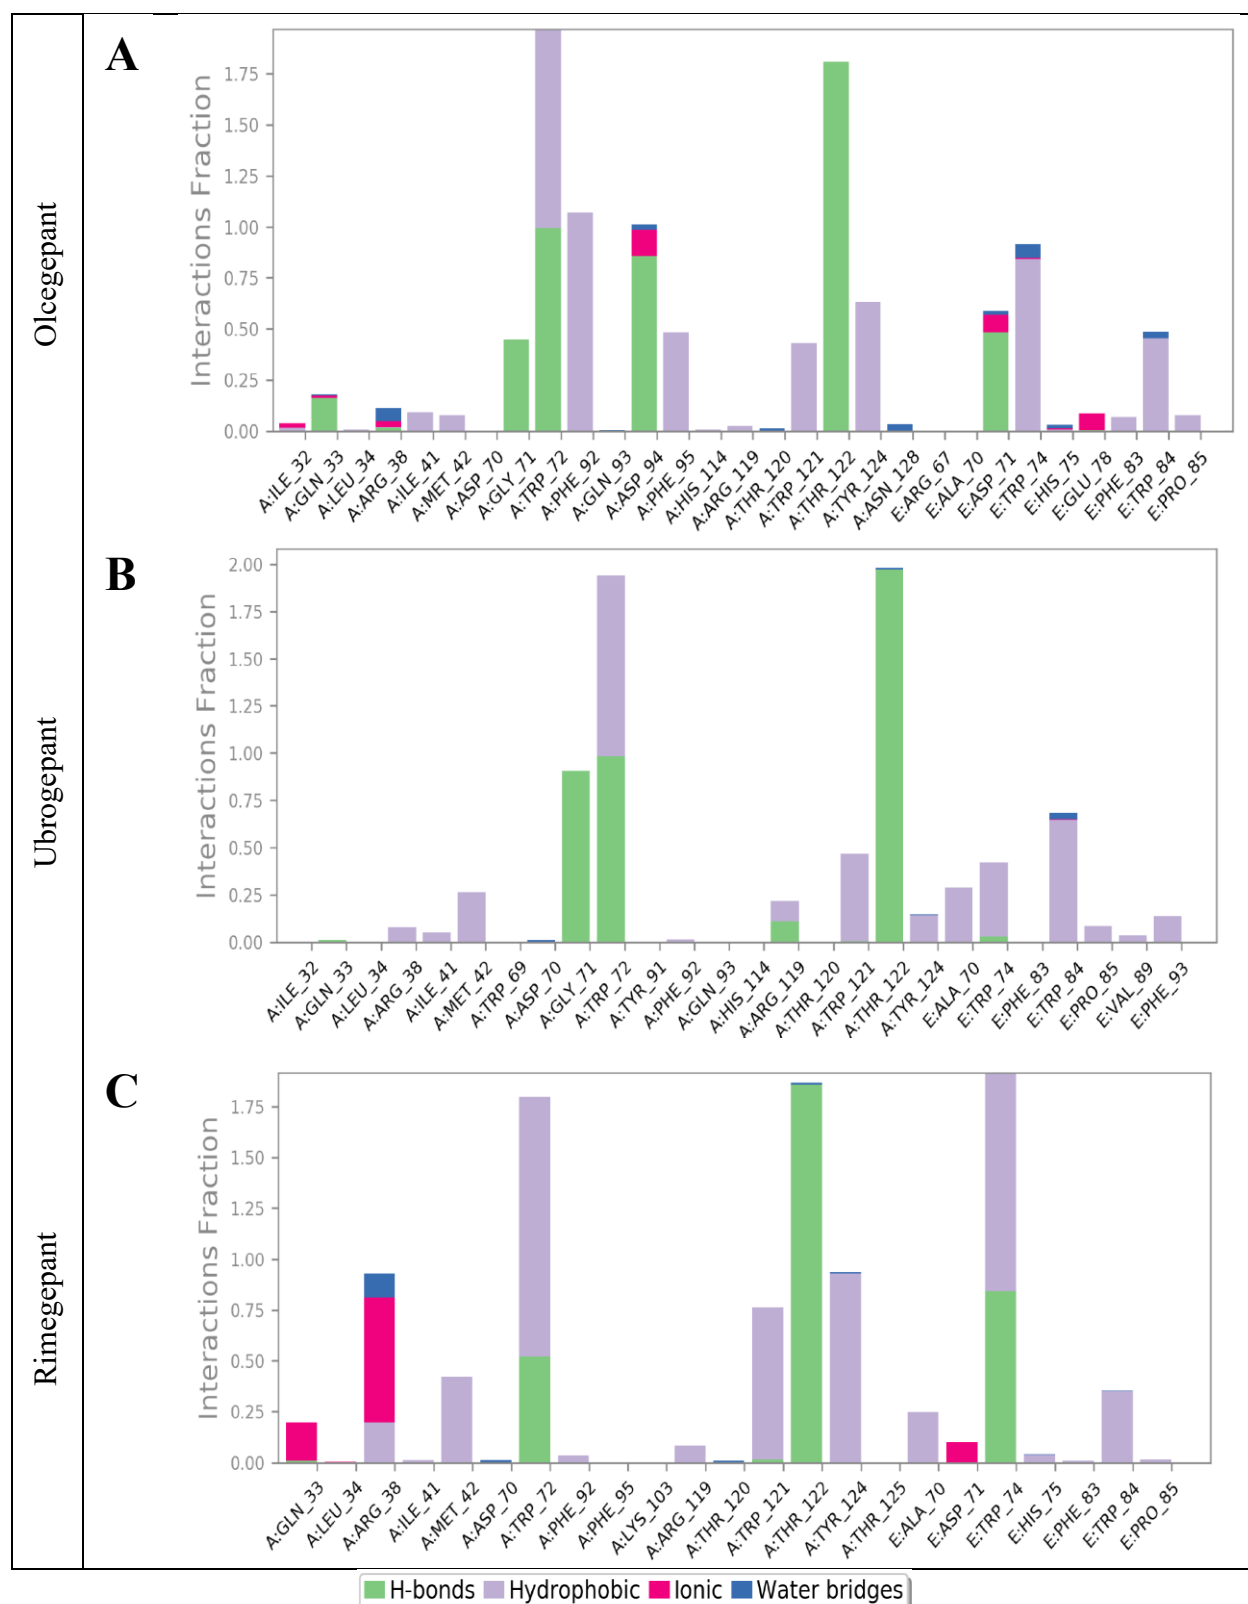 Olcegepant
A
Interactions Fraction
1.75
1.50
1.25
1.00
0.75
0.50
0.25
0.00
A:ILE_32
A:GLN_33
A:LEU_34
A:ARG_38
A:ILE_41
A:MET_42
A:ASP_70
A:GLY_71
A:TRP_72
A:PHE_92
A:GLN_93
A:ASP_94
A:PHE_95
A:HIS_114
A:ARG_119
A:THR_120
A:TRP_121
A:THR_122
A:TYR_124
A:ASN_128
E:ARG_67
E:ALA_70
E:ASP_71
E:TRP_74
E:HIS_75
E:GLU_78
E:PHE_83
E:TRP_84
E:PRO_85
Ubrogepant
B
Interactions Fraction
2.00
1.75
1.50
1.25
1.00
0.75
0.50
0.25
0.00
A:ILE_32
A:GLN_33
A:LEU_34
A:ARG_38
A:ILE_41
A:MET_42
A:TRP_69
A:ASP_70
A:GLY_71
A:TRP_72
A:TYR_91
A:PHE_92
A:GLN_93
A:HIS_114
A:ARG_119
A:THR_120
A:TRP_121
A:THR_122
A:TYR_124
E:ALA_70
E:TRP_74
E:PHE_83
E:TRP_84
E:PRO_85
E:VAL_89
E:PHE_93
Rimegepant
C
Interactions Fraction
1.75
1.50
1.25
1.00
0.75
0.50
0.25
0.00
A:GLN_33
A:LEU_34
A:ARG_38
A:ILE_41
A:MET_42
A:ASP_70
A:TRP_72
A:PHE_92
A:PHE_95
A:LYS_103
A:ARG_119
A:THR_120
A:TRP_121
A:THR_122
A:TYR_124
A:THR_125
E:ALA_70
E:ASP_71
E:TRP_74
E:HIS_75
E:PHE_83
E:TRP_84
E:PRO_85
H-bonds Hydrophobic Ionic Water bridges